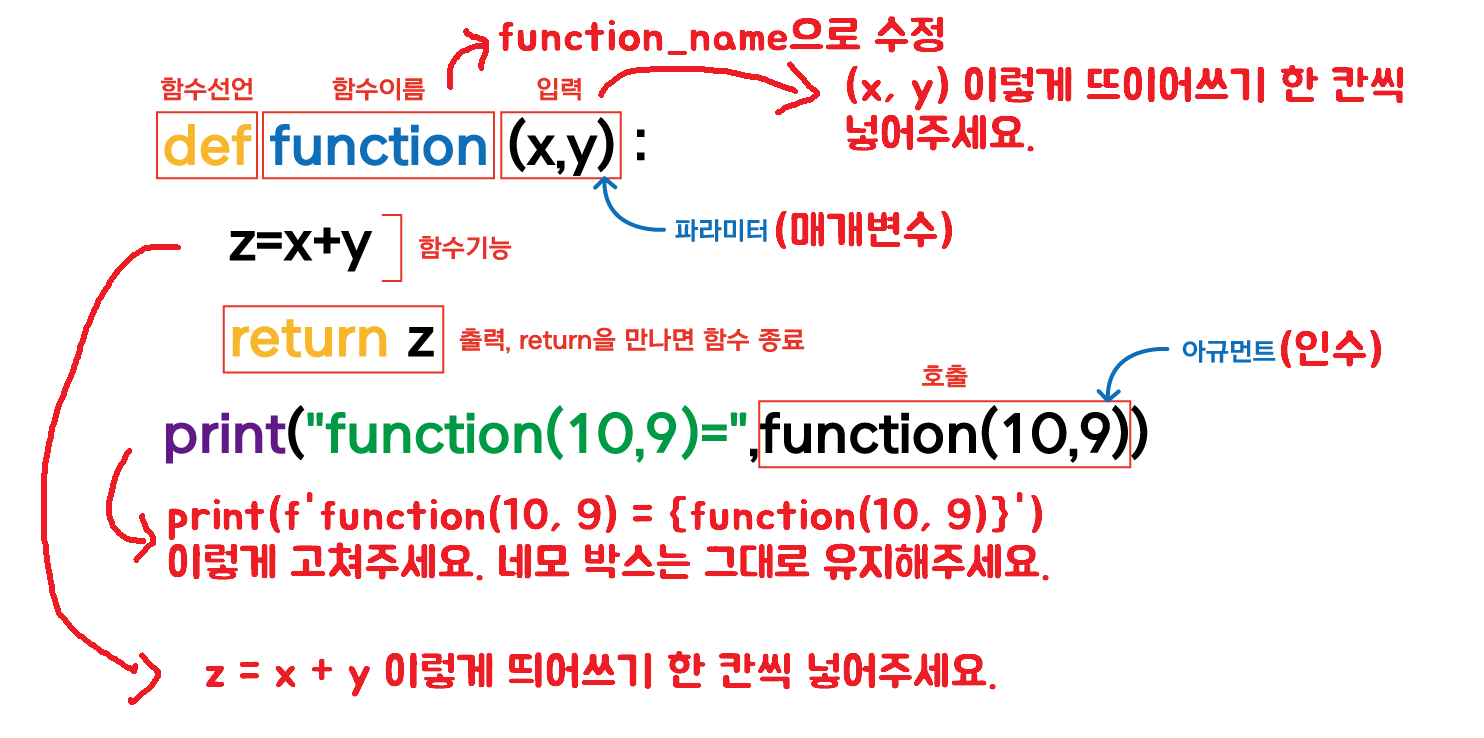 function_name으로 수정
함수선언 함수이름 입력
(x, y) 이렇게 뜨이어쓰기 한 칸씩
넣어주세요.
def function (x,y) :
파라미터(매개변수)
z=x+y 함수기능
return z 출력, return을 만나면 함수 종료
아규먼트(인수)
호출
print("function(10,9)=",function(10,9))
print(f'function(10, 9) = {function(10, 9)}')
이렇게 고쳐주세요. 네모 박스는 그대로 유지해주세요.
z = x + y 이렇게 띄어쓰기 한 칸씩 넣어주세요.